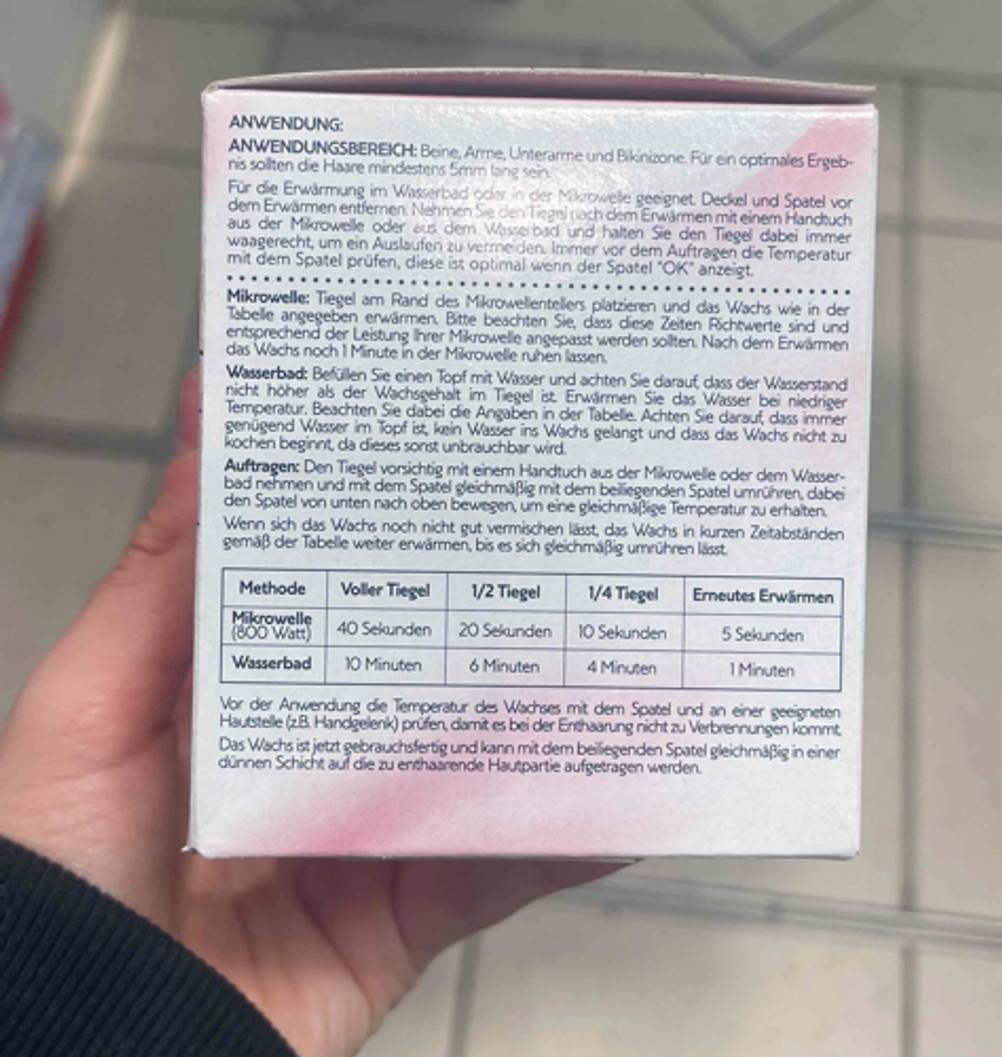 ANWENDUNG:
ANWENDUNGSBEREICH: Beine, Arme, Unterarme und Bikinizone. Für ein optimales Ergeb-
nis sollten die Haare mindestens 5mm lang sein.
Für die Erwärmung im Wasserbad oder in der Mikrowelle geeignet. Deckel und Spatel vor
dem Erwärmen entfernen. Nehmen Sie den Tiegel nach dem Erwärmen mit einem Handtuch
aus der Mikrowelle oder aus dem Wasserbad und halten Sie den Tiegel dabei immer
waagerecht, um ein Auslaufen zu vermeiden. Immer vor dem Auftragen die Temperatur
mit dem Spatel prüfen, diese ist optimal wenn der Spatel "OK" anzeigt.
Mikrowelle: Tiegel am Rand des Mikrowellentellers platzieren und das Wachs wie in der
Tabelle angegeben erwärmen. Bitte beachten Sie, dass diese Zeiten Richtwerte sind und
entsprechend der Leistung Ihrer Mikrowelle angepasst werden sollten. Nach dem Erwärmen
das Wachs noch 1 Minute in der Mikrowelle ruhen lassen.
Wasserbad: Befüllen Sie einen Topf mit Wasser und achten Sie darauf, dass der Wasserstand
nicht höher als der Wachsgehalt im Tiegel ist. Erwärmen Sie das Wasser bei niedriger
Temperatur. Beachten Sie dabei die Angaben in der Tabelle. Achten Sie darauf, dass immer
genügend Wasser im Topf ist, kein Wasser ins Wachs gelangt und dass das Wachs nicht zu
kochen beginnt, da dieses sonst unbrauchbar wird.
Auftragen: Den Tiegel vorsichtig mit einem Handtuch aus der Mikrowelle oder dem Wasser-
bad nehmen und mit dem Spatel gleichmäßig mit dem beiliegenden Spatel umrühren, dabei
den Spatel von unten nach oben bewegen, um eine gleichmäßige Temperatur zu erhalten.
Wenn sich das Wachs noch nicht gut vermischen lässt, das Wachs in kurzen Zeitabständen
gemäß der Tabelle weiter erwärmen, bis es sich gleichmäßig umrühren lässt.
Methode Voller Tiegel 1/2 Tiegel 1/4 Tiegel Erneutes Erwärmen
Mikrowelle
(800 Watt) 40 Sekunden 20 Sekunden 10 Sekunden 5 Sekunden
Wasserbad 10 Minuten 6 Minuten 4 Minuten 1 Minuten
Vor der Anwendung die Temperatur des Wachses mit dem Spatel und an einer geeigneten
Hautstelle (z.B. Handgelenk) prüfen, damit es bei der Enthaarung nicht zu Verbrennungen kommt.
Das Wachs ist jetzt gebrauchsfertig und kann mit dem beiliegenden Spatel gleichmäßig in einer
dünnen Schicht auf die zu enthaarende Hautpartie aufgetragen werden.